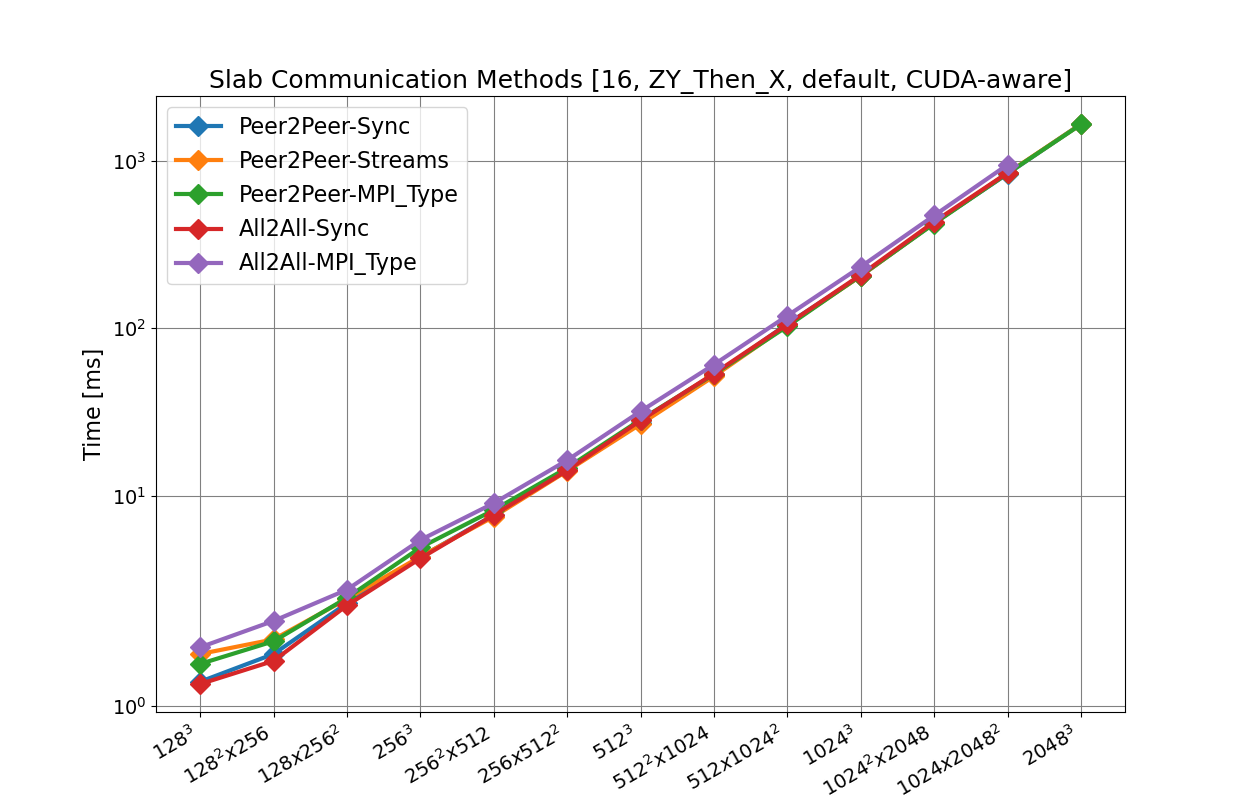 Slab Communication Methods [16, ZY_Then_X, default, CUDA-aware]
Peer2Peer-Sync
Peer2Peer-Streams
Peer2Peer-MPI_Type
All2All-Sync
All2All-MPI_Type
Time [ms]
10³
10²
10¹
10⁰
128³
128²x256
128x256²
256³
256²x512
256x512²
512³
512²x1024
512x1024²
1024³
1024²x2048
1024x2048²
2048³